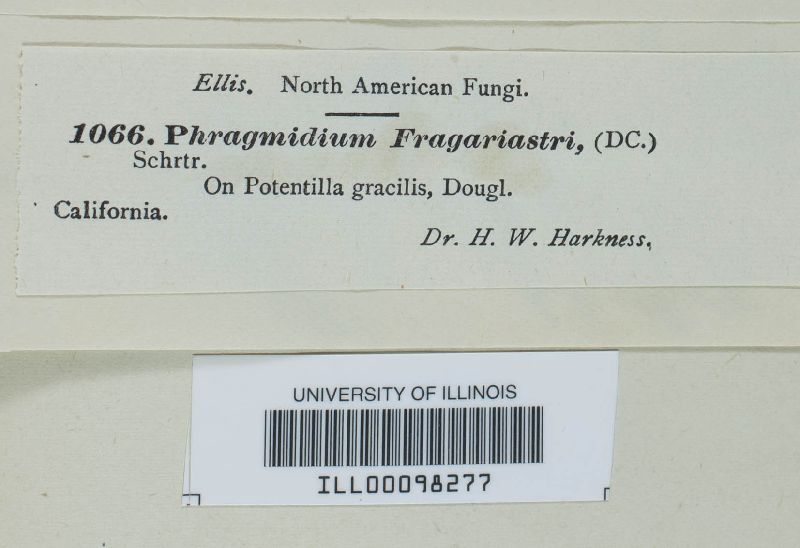 Ellis. North American Fungi.
1066. Phragmidium Fragariastri, (DC.)
Schrtr.
On Potentilla gracilis, Dougl.
California.
Dr. H. W. Harkness.
UNIVERSITY OF ILLINOIS
ILL00098277